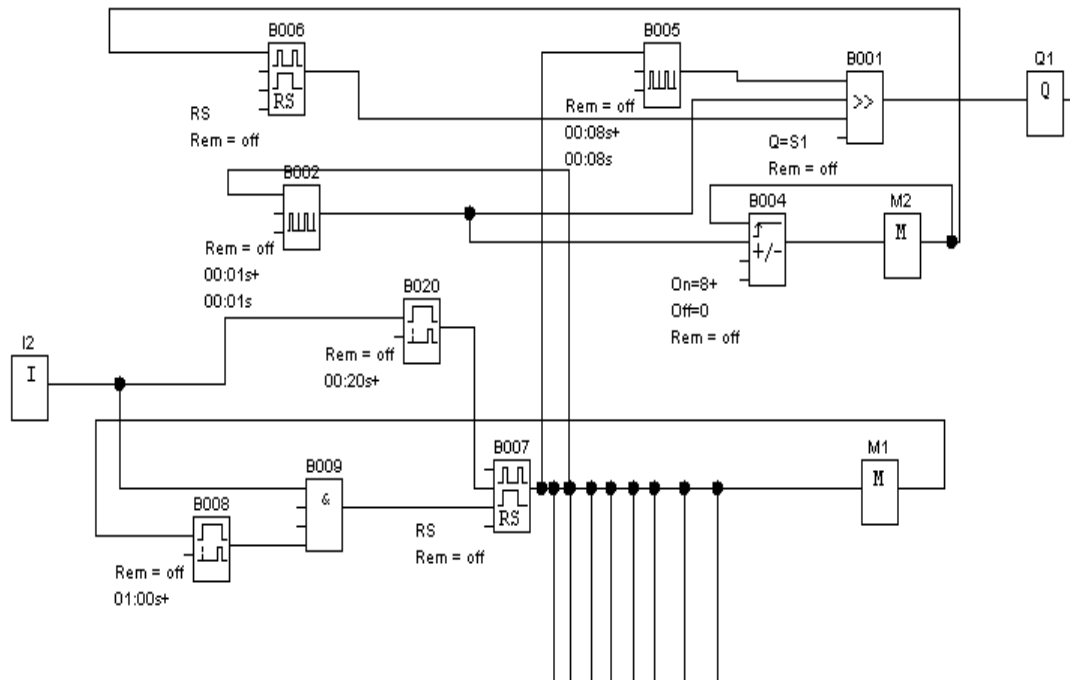 B006
RS
RS
Rem = off
B005
Rem = off
00:08s+
00:08s
B001
>>
Q=S1
Rem = off
Q1
Q
B002
Rem = off
00:01s+
00:01s
B004
+/-
On=8+
Off=0
Rem = off
M2
M
B020
Rem = off
00:20s+
I2
I
B007
RS
RS
Rem = off
M1
M
B009
&
B008
Rem = off
01:00s+